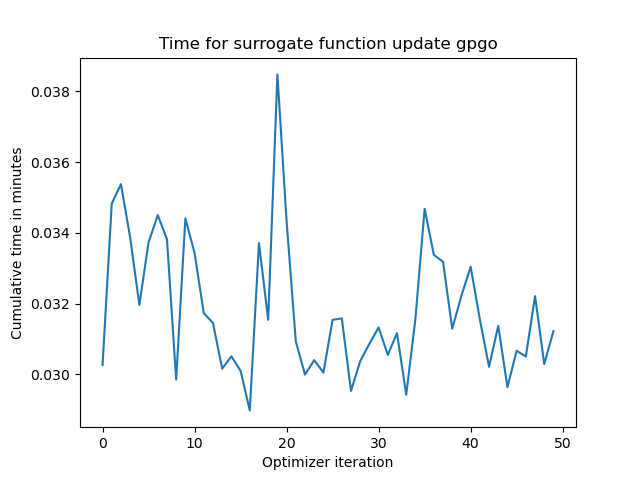 Time for surrogate function update gpgo
Cumulative time in minutes
0.038
0.036
0.034
0.032
0.030
0 10 20 30 40 50
Optimizer iteration